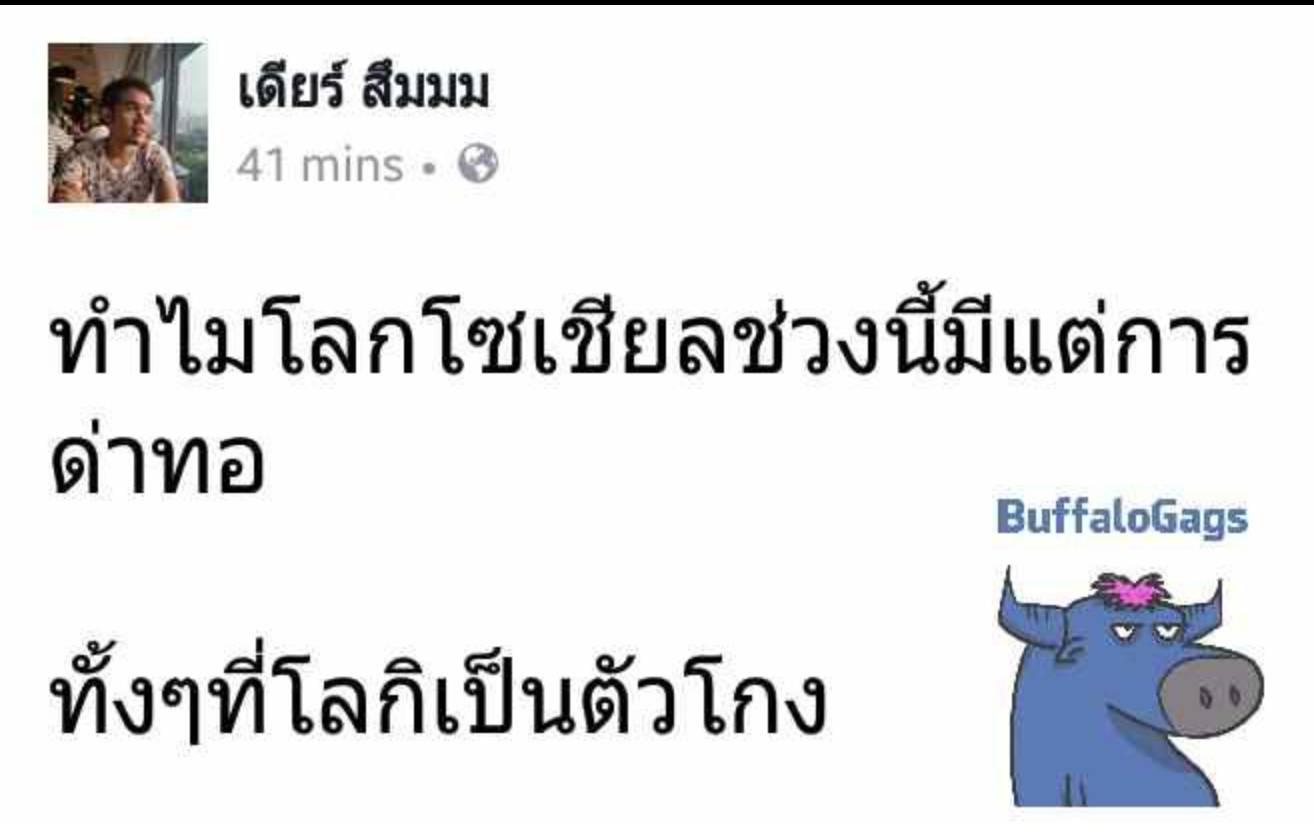 เดียร์ สึมมม
41 mins •
ทำไมโลกโซเชียลช่วงนี้มีแต่การ
ด่าทอ
BuffaloGags
ทั้งๆที่โลกิเป็นตัวโกง